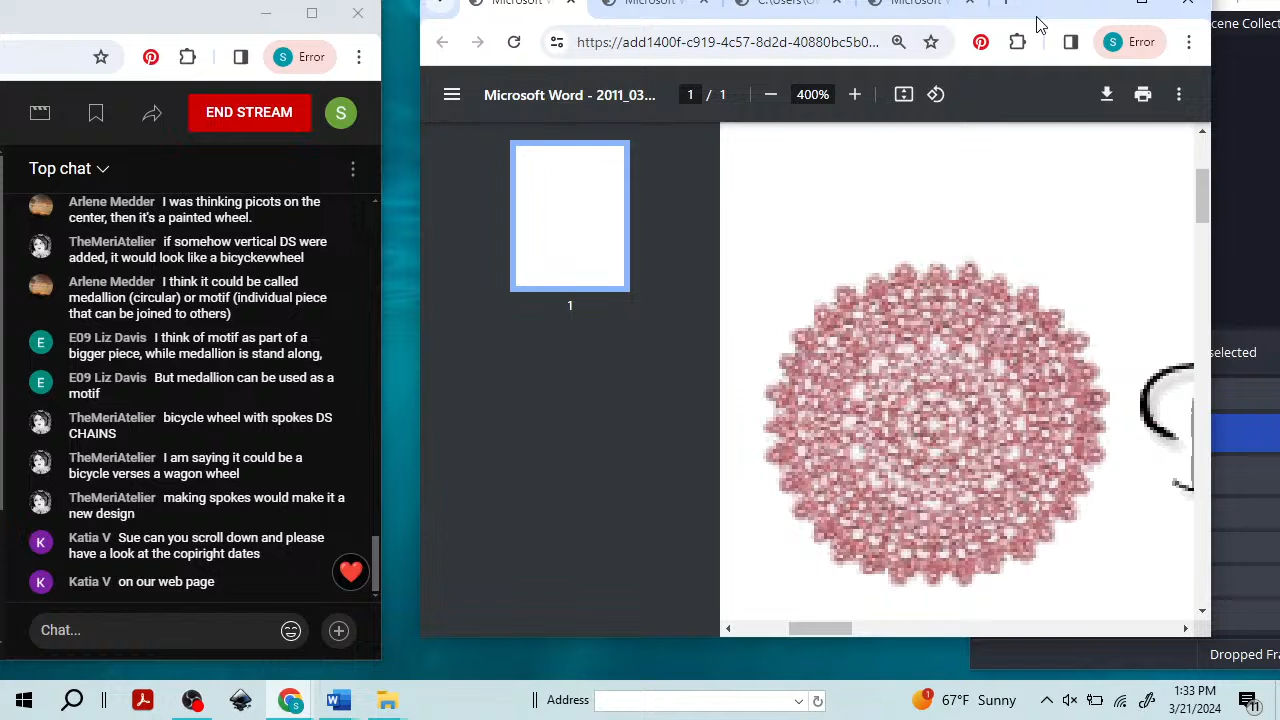 Microsoft W
Microsoft W
C:\Users\O
Microsoft W
cene Collect
Error
https://add1400f-c919-4c57-8d2d-40880bc5b0...
Error
END STREAM
S
Microsoft Word - 2011_03...
1 / 1
400%
Top chat
Arlene Medder I was thinking picots on the
center, then it's a painted wheel.
TheMeriAtelier if somehow vertical DS were
added, it would look like a bicyckevwheel
Arlene Medder I think it could be called
medallion (circular) or motif (individual piece
that can be joined to others)
E09 Liz Davis I think of motif as part of a
bigger piece, while medallion is stand along,
E09 Liz Davis But medallion can be used as a
motif
TheMeriAtelier bicycle wheel with spokes DS
CHAINS
TheMeriAtelier I am saying it could be a
bicycle verses a wagon wheel
TheMeriAtelier making spokes would make it a
new design
Katia V Sue can you scroll down and please
have a look at the copiright dates
Katia V on our web page
Chat...
1
selected
Dropped Fra
Address
67°F Sunny
1:33 PM
3/21/2024